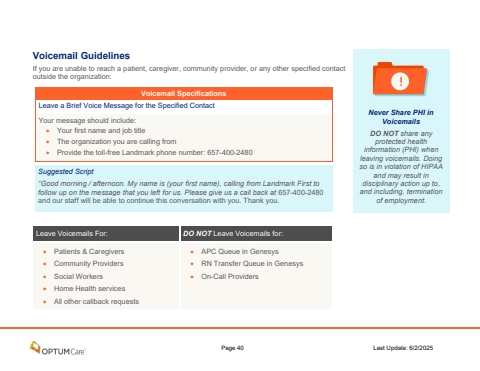 Voicemail Guidelines
If you are unable to reach a patient, caregiver, community provider, or any other specified contact
outside the organization:
Voicemail Specifications
Leave a Brief Voice Message for the Specified Contact
Your message should include:
• Your first name and job title
• The organization you are calling from
• Provide the toll-free Landmark phone number: 657-400-2480
Suggested Script
"Good morning / afternoon. My name is (your first name), calling from Landmark First to
follow up on the message that you left for us. Please give us a call back at 657-400-2480
and our staff will be able to continue this conversation with you. Thank you.
!
Never Share PHI in
Voicemails
DO NOT share any
protected health
information (PHI) when
leaving voicemails. Doing
so is in violation of HIPAA
and may result in
disciplinary action up to,
and including, termination
of employment.
Leave Voicemails For:
• Patients & Caregivers
• Community Providers
• Social Workers
• Home Health services
• All other callback requests
DO NOT Leave Voicemails for:
• APC Queue in Genesys
• RN Transfer Queue in Genesys
• On-Call Providers
OPTUMCare
Page 40
Last Update: 6/2/2025